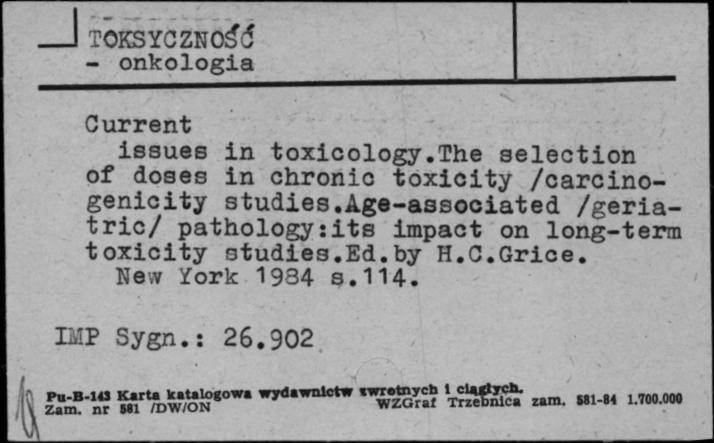 TOKSYCZNOŚĆ
- onkologia
Current
issues in toxicology.The selection
of doses in chronic toxicity /carcino-
genicity studies.Age-associated /geria-
tric/ pathology:its impact on long-term
toxicity studies.Ed.by H.C.Grice.
New York 1984 s.114.
IMP Sygn.: 26.902
Pu-B-143 Karta katalogowa wydawnictw zwrotnych i ciągłych.
Zam. nr 581 /DW/ON WZGraf Trzebnica zam. 581-84 1.700.000